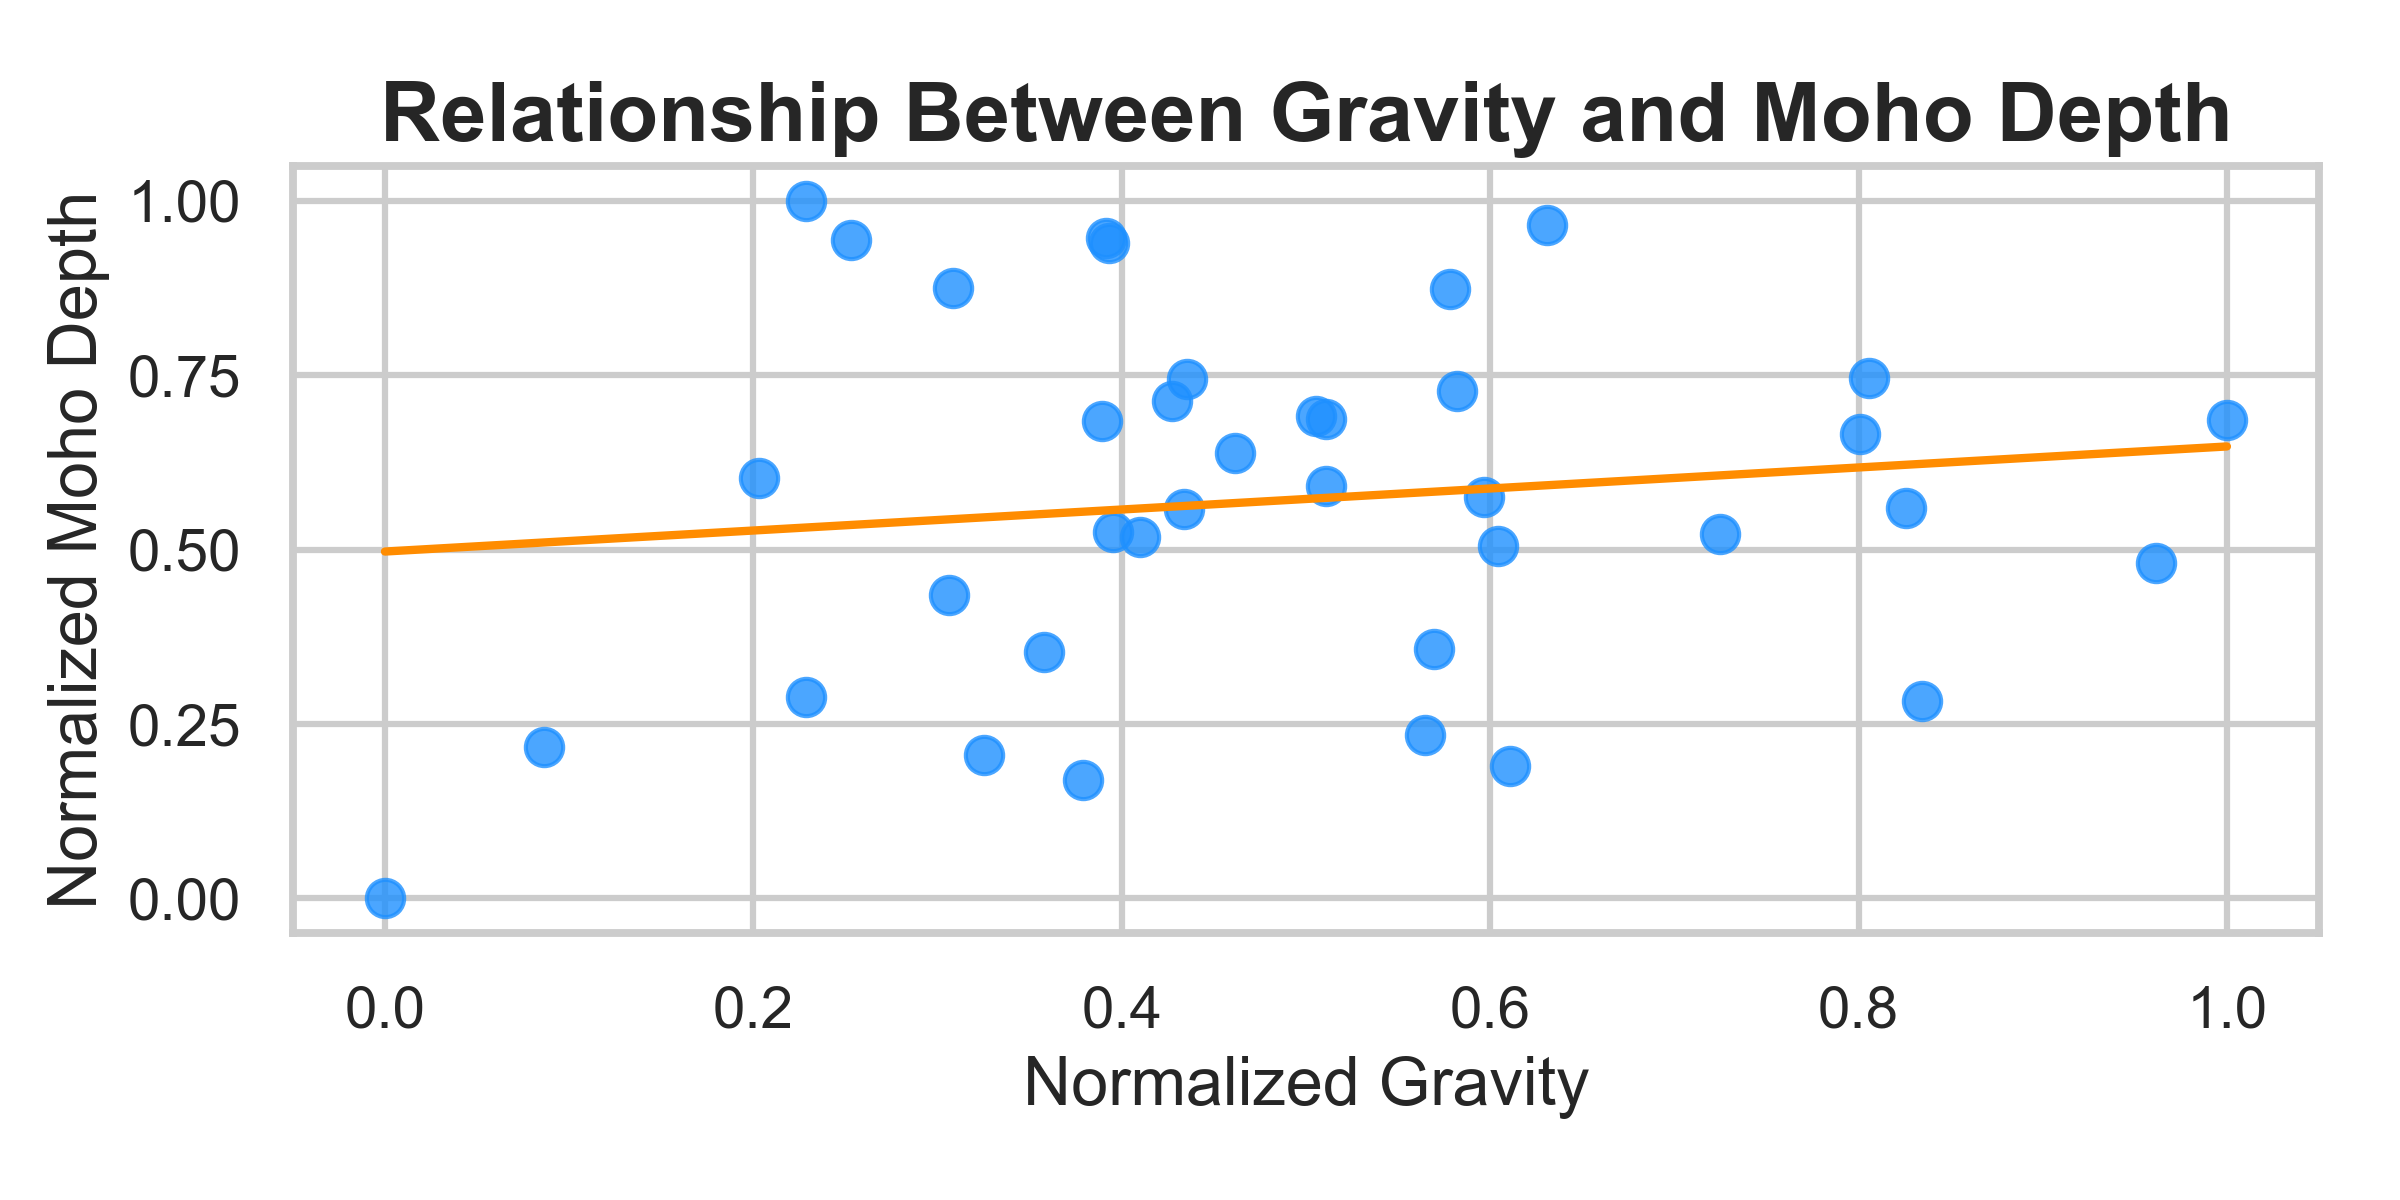 Relationship Between Gravity and Moho Depth
Normalized Moho Depth
1.00
0.75
0.50
0.25
0.00
0.0 0.2 0.4 0.6 0.8 1.0
Normalized Gravity